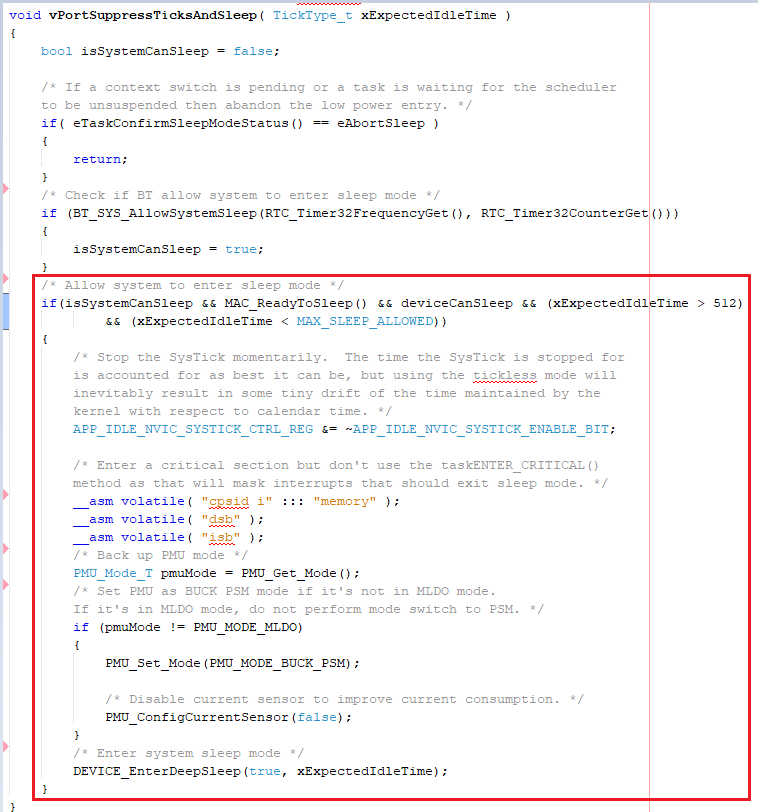 void vPortSuppressTicksAndSleep( TickType_t xExpectedIdleTime )
{
    bool isSystemCanSleep = false;

    /* If a context switch is pending or a task is waiting for the scheduler
    to be unsuspended then abandon the low power entry. */
    if( eTaskConfirmSleepModeStatus() == eAbortSleep )
    {
        return;
    }
    /* Check if BT allow system to enter sleep mode */
    if (BT_SYS_AllowSystemSleep(RTC_Timer32FrequencyGet(), RTC_Timer32CounterGet()))
    {
        isSystemCanSleep = true;
    }
    /* Allow system to enter sleep mode */
    if(isSystemCanSleep && MAC_ReadyToSleep() && deviceCanSleep && (xExpectedIdleTime > 512)
            && (xExpectedIdleTime < MAX_SLEEP_ALLOWED))
    {
        /* Stop the SysTick momentarily.  The time the SysTick is stopped for
        is accounted for as best it can be, but using the tickless mode will
        inevitably result in some tiny drift of the time maintained by the
        kernel with respect to calendar time. */
        APP_IDLE_NVIC_SYSTICK_CTRL_REG &= ~APP_IDLE_NVIC_SYSTICK_ENABLE_BIT;

        /* Enter a critical section but don't use the taskENTER_CRITICAL()
        method as that will mask interrupts that should exit sleep mode. */
        __asm volatile( "cpsid i" ::: "memory" );
        __asm volatile( "dsb" );
        __asm volatile( "isb" );
        /* Back up PMU mode */
        PMU_Mode_T pmuMode = PMU_Get_Mode();
        /* Set PMU as BUCK PSM mode if it's not in MLDO mode.
        If it's in MLDO mode, do not perform mode switch to PSM. */
        if (pmuMode != PMU_MODE_MLDO)
        {
            PMU_Set_Mode(PMU_MODE_BUCK_PSM);

            /* Disable current sensor to improve current consumption. */
            PMU_ConfigCurrentSensor(false);
        }
        /* Enter system sleep mode */
        DEVICE_EnterDeepSleep(true, xExpectedIdleTime);
    }
}